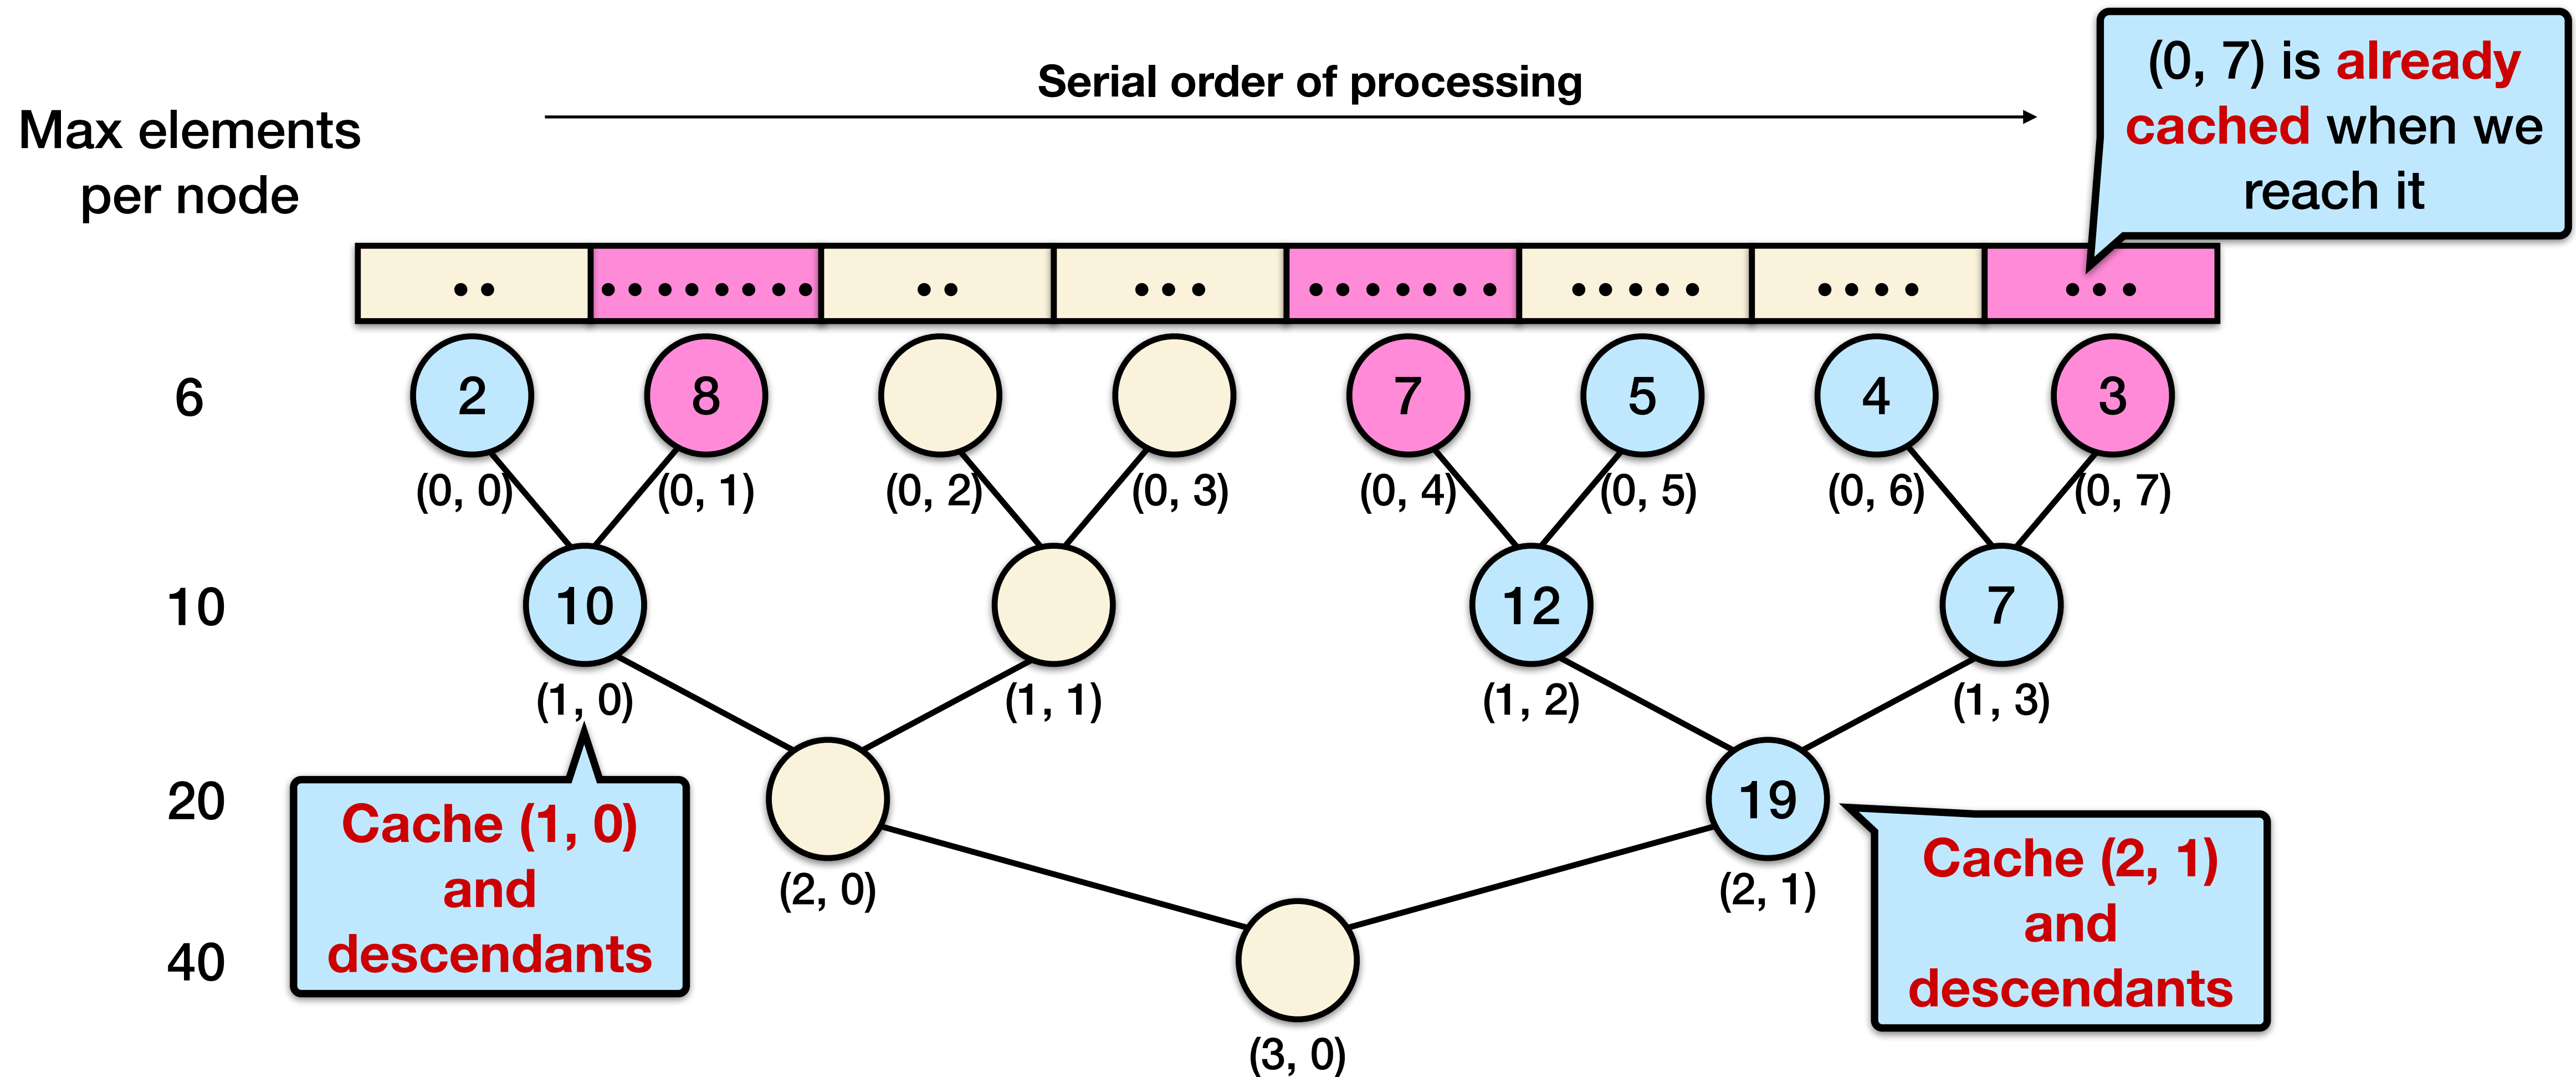 Serial order of processing
Max elements
per node
(0, 7) is already
cached when we
reach it
6
2
8
7
5
4
3
(0, 0)
(0, 1)
(0, 2)
(0, 3)
(0, 4)
(0, 5)
(0, 6)
(0, 7)
10
10
12
7
(1, 0)
(1, 1)
(1, 2)
(1, 3)
20
19
(2, 0)
(2, 1)
Cache (1, 0)
and
descendants
Cache (2, 1)
and
descendants
40
(3, 0)